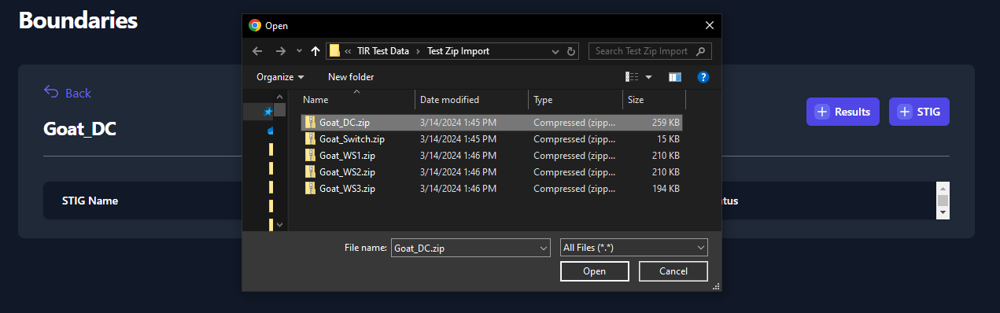 Boundaries
Open
« TIR Test Data › Test Zip Import
Search Test Zip Import
Organize
New folder
?
Back
Goat_DC
Results
STIG
Name
Date modified
Type
Size
Goat_DC.zip 3/14/2024 1:45 PM Compressed (zipp... 259 KB
Goat_Switch.zip 3/14/2024 1:45 PM Compressed (zipp... 15 KB
Goat_WS1.zip 3/14/2024 1:46 PM Compressed (zipp... 210 KB
Goat_WS2.zip 3/14/2024 1:46 PM Compressed (zipp... 210 KB
Goat_WS3.zip 3/14/2024 1:46 PM Compressed (zipp... 194 KB
STIG Name
tus
File name: Goat_DC.zip
All Files (*.*)
Open
Cancel